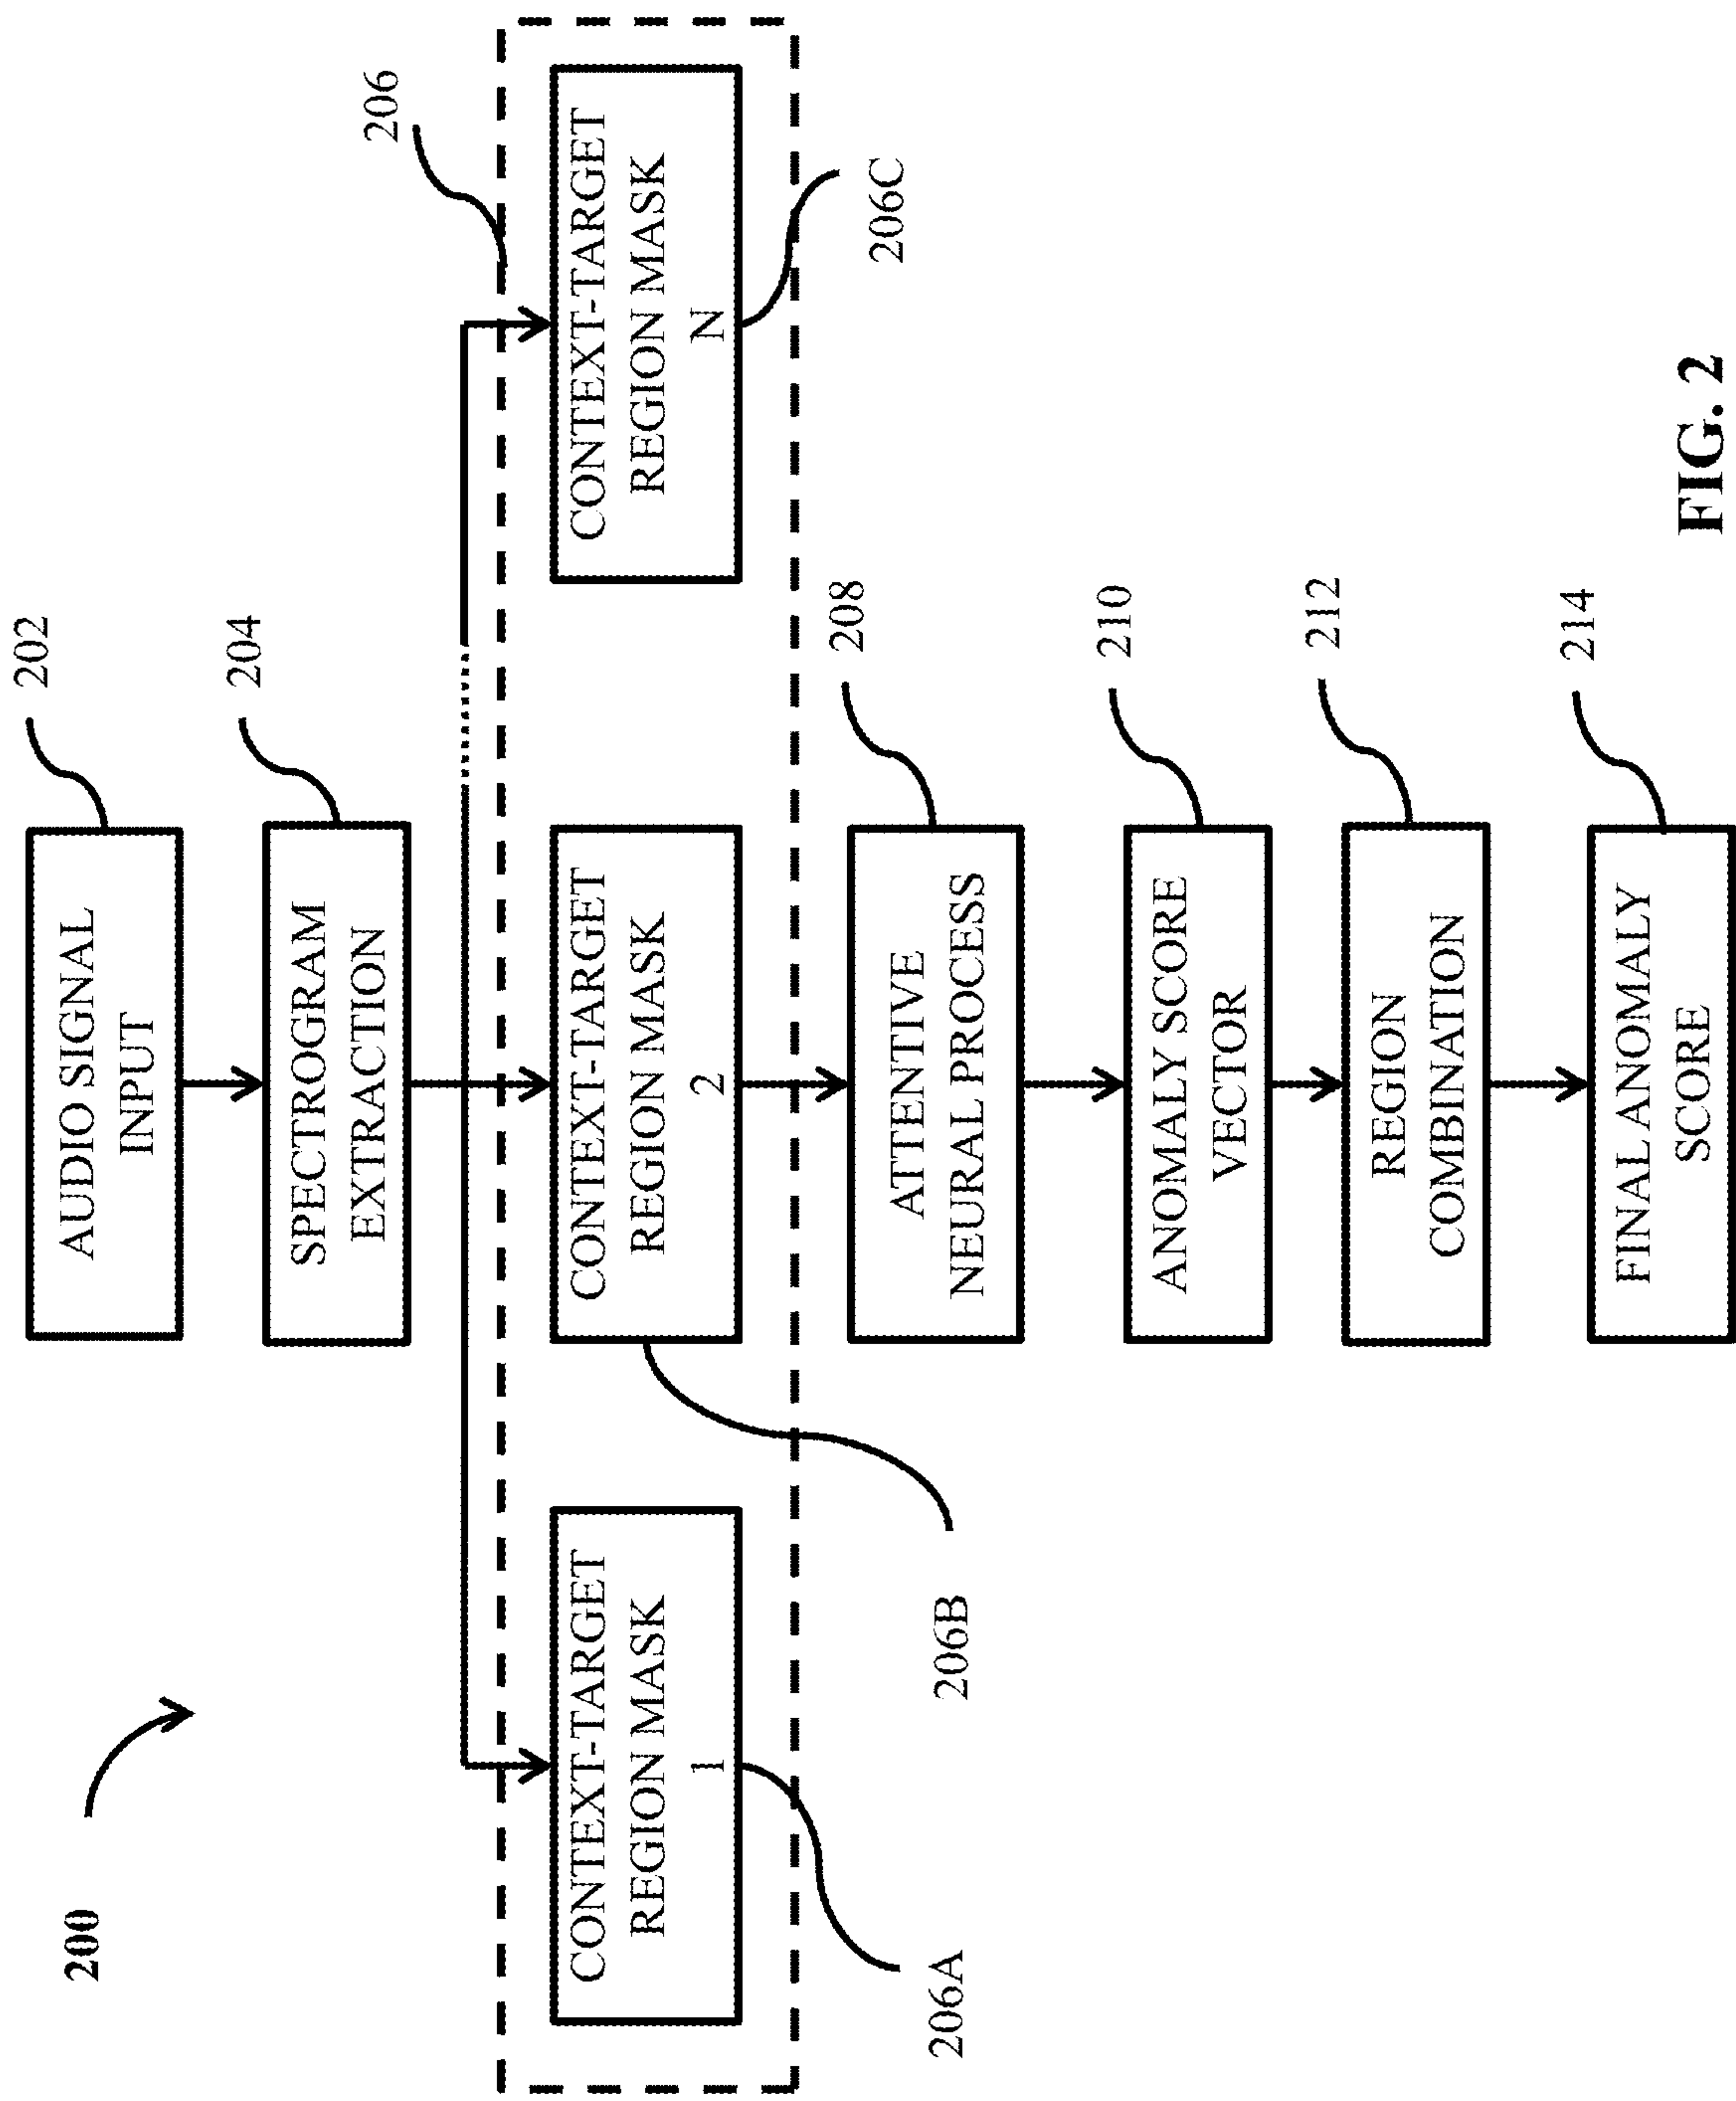 200
AUDIO SIGNAL
INPUT
202
SPECTROGRAM
EXTRACTION
204
206
CONTEXT-TARGET
REGION MASK
1
CONTEXT-TARGET
REGION MASK
2
CONTEXT-TARGET
REGION MASK
N
206A
206B
206C
ATTENTIVE
NEURAL PROCESS
208
ANOMALY SCORE
VECTOR
210
REGION
COMBINATION
212
FINAL ANOMALY
SCORE
214
FIG. 2